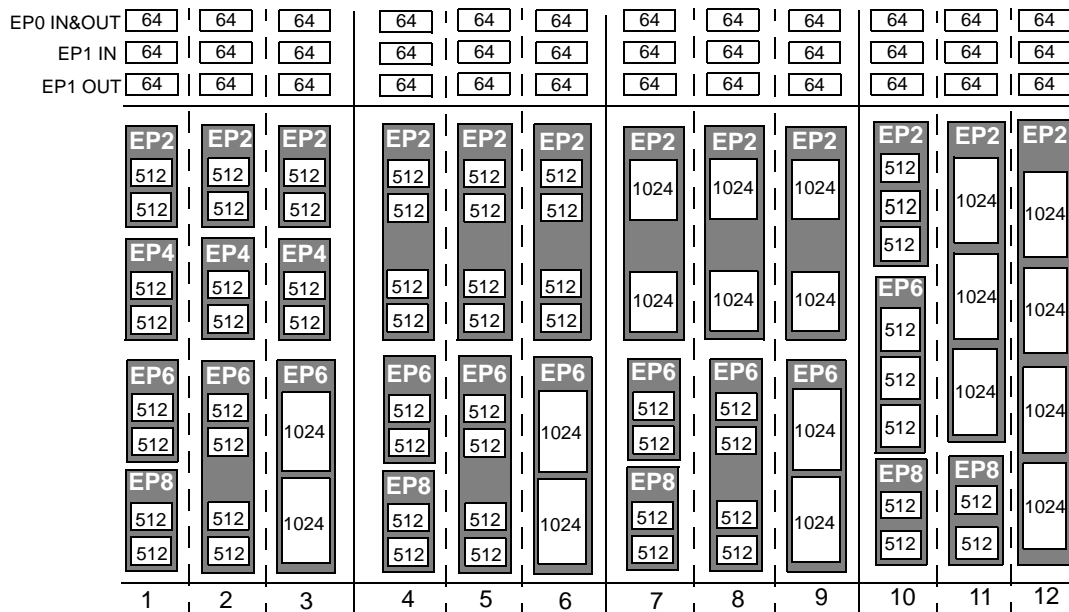 EP0 IN&OUT 64 64 64 64 64 64 64 64 64 64 64 64
EP1 IN 64 64 64 64 64 64 64 64 64 64 64 64
EP1 OUT 64 64 64 64 64 64 64 64 64 64 64 64
EP2 EP2 EP2 EP2 EP2 EP2 EP2 EP2 EP2 EP2 EP2 EP2
512 512 512 512 512 512 1024 1024 1024 512 1024 1024
512 512 512 512 512 512 512
512
EP4 EP4 EP4
512 512 512 512 512 512 1024 1024 1024 EP6 1024 1024
512 512 512 512 512 512 512
EP6 EP6 EP6 EP6 EP6 EP6 EP6 EP6 EP6 512 1024 1024
512 512 1024 512 512 1024 512 512 1024 512
512 512 512 512 512 512
EP8 EP8 EP8 EP8 EP8
512 512 1024 512 512 1024 512 512 1024 512 512 1024
512 512 512 512 512 512 512 512
1 2 3 4 5 6 7 8 9 10 11 12